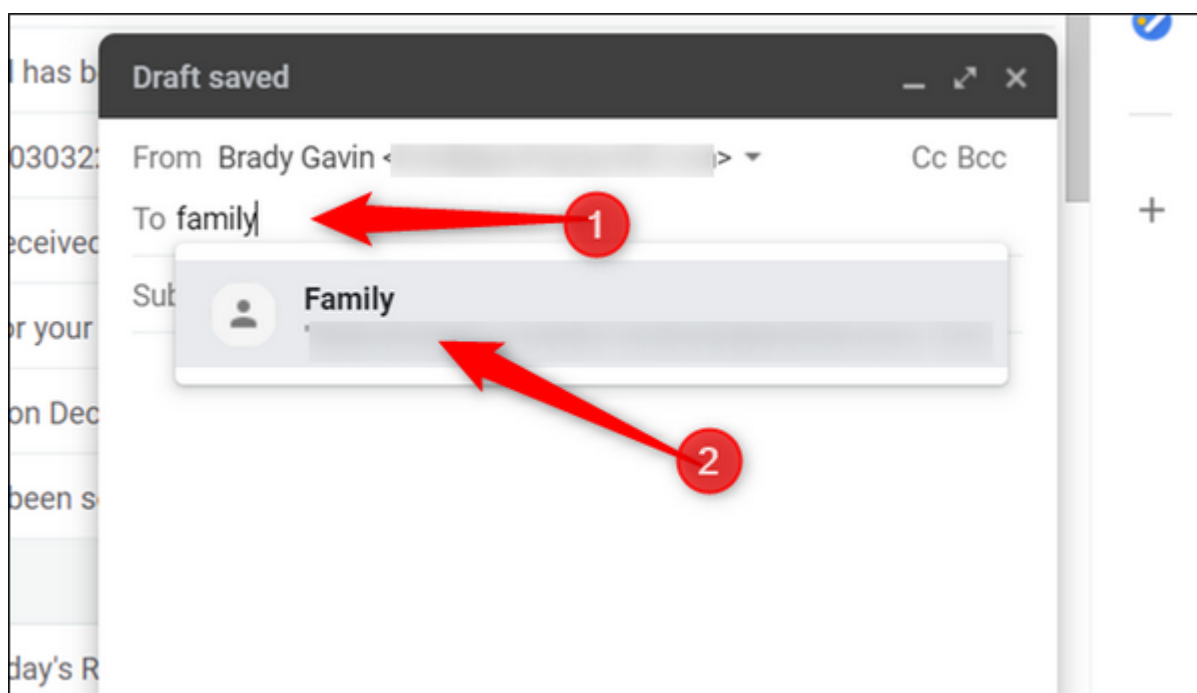 l has b
Draft saved
030322
From Brady Gavin < > Cc Bcc
To family
1
eceived
Sub
Family
or your
on Dec
2
been s
day's R